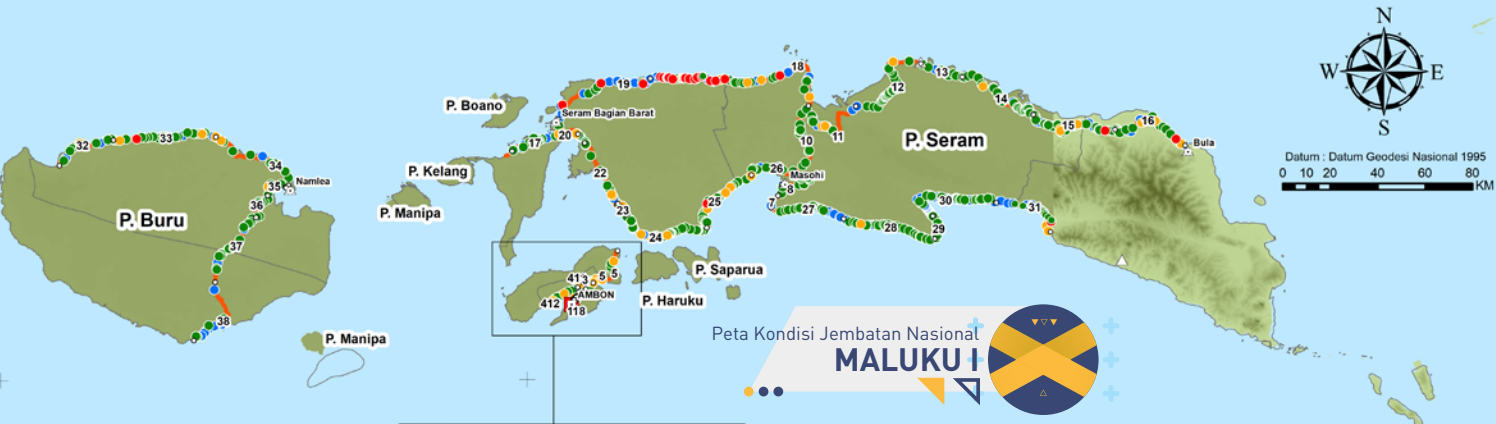 N
W E
S
Datum : Datum Geodesi Nasional 1995
0 10 20 40 60 80
KM
18
19
13
P. Boano
Seram Bagian Barat
12
14
15
16
Bula
32
33
20
17
11
10
P. Seram
34
P. Kelang
22
26
Masohi
8
35
Namlea
P. Manipa
25
7
30
36
P. Buru
23
27
31
37
24
28
29
413 5 5
P. Saparua
AMBON
412
118
P. Haruku
38
P. Manipa
Peta Kondisi Jembatan Nasional
MALUKU I